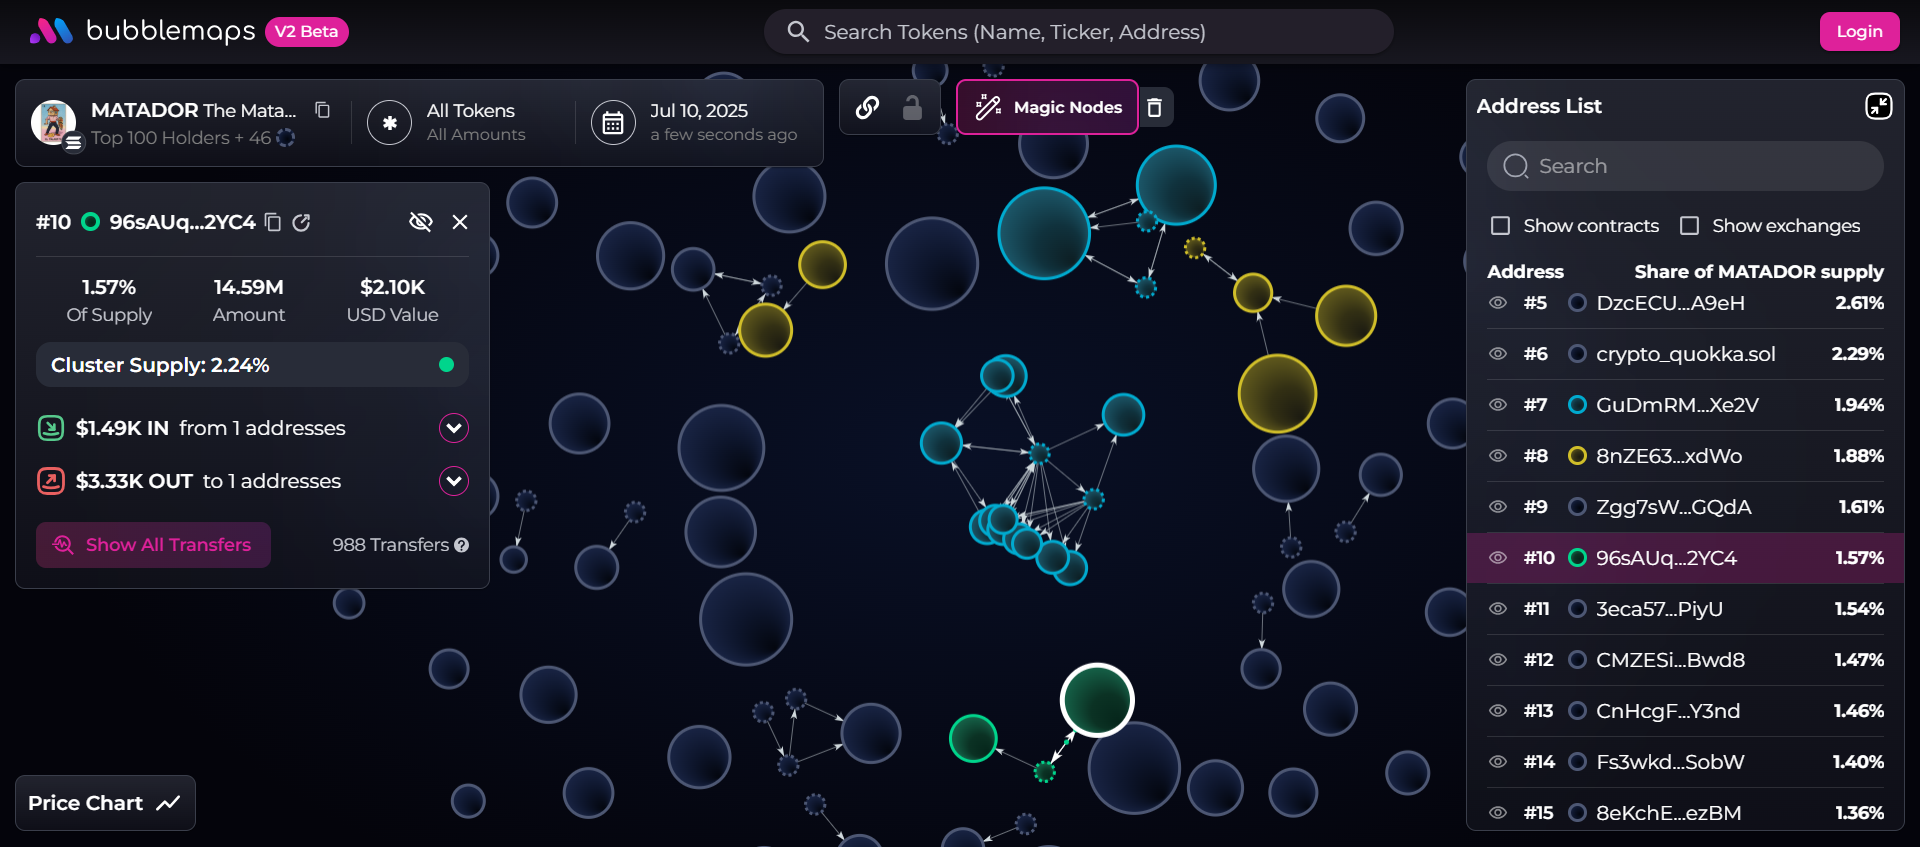 bubblemaps V2 Beta
Search Tokens (Name, Ticker, Address)
Login
MATADOR The Mata...
Top 100 Holders + 46
All Tokens
All Amounts
Jul 10, 2025
a few seconds ago
Magic Nodes
#10 96sAUq...2YC4
1.57% 14.59M $2.10K
Of Supply Amount USD Value
Cluster Supply: 2.24%
$1.49K IN from 1 addresses
$3.33K OUT to 1 addresses
Show All Transfers 988 Transfers ?
Price Chart
Address List
Search
Show contracts Show exchanges
Address Share of MATADOR supply
#5 DzcECU...A9eH 2.61%
#6 crypto_quokka.sol 2.29%
#7 GuDmRM...Xe2V 1.94%
#8 8nZE63...xdWo 1.88%
#9 Zgg7sW...GQdA 1.61%
#10 96sAUq...2YC4 1.57%
#11 3eca57...PiyU 1.54%
#12 CMZESi...Bwd8 1.47%
#13 CnHcgF...Y3nd 1.46%
#14 Fs3wkd...SobW 1.40%
#15 8eKchE...ezBM 1.36%